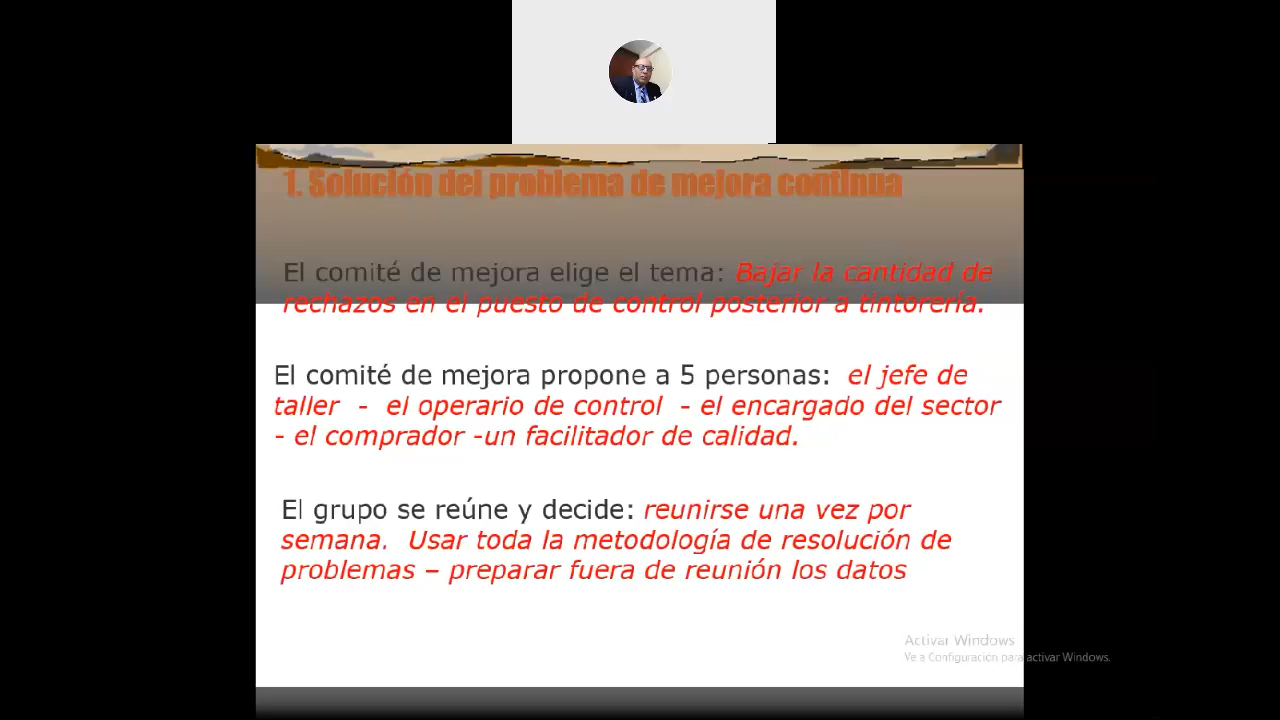 1. Solución del problema de mejora continua
El comité de mejora elige el tema: Bajar la cantidad de
rechazos en el puesto de control posterior a tintorería.
El comité de mejora propone a 5 personas: el jefe de
taller - el operario de control - el encargado del sector
- el comprador -un facilitador de calidad.
El grupo se reúne y decide: reunirse una vez por
semana. Usar toda la metodología de resolución de
problemas – preparar fuera de reunión los datos
Activar Windows
Ve a Configuración para activar Windows.